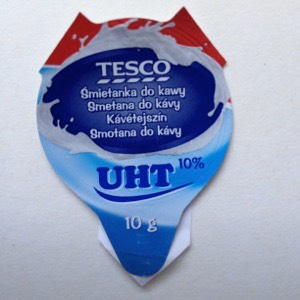 TESCO
Śmietanka do kawy
Smetana do kávy
Kávétejszín
Smotana do kávy
UHT 10%
10 g